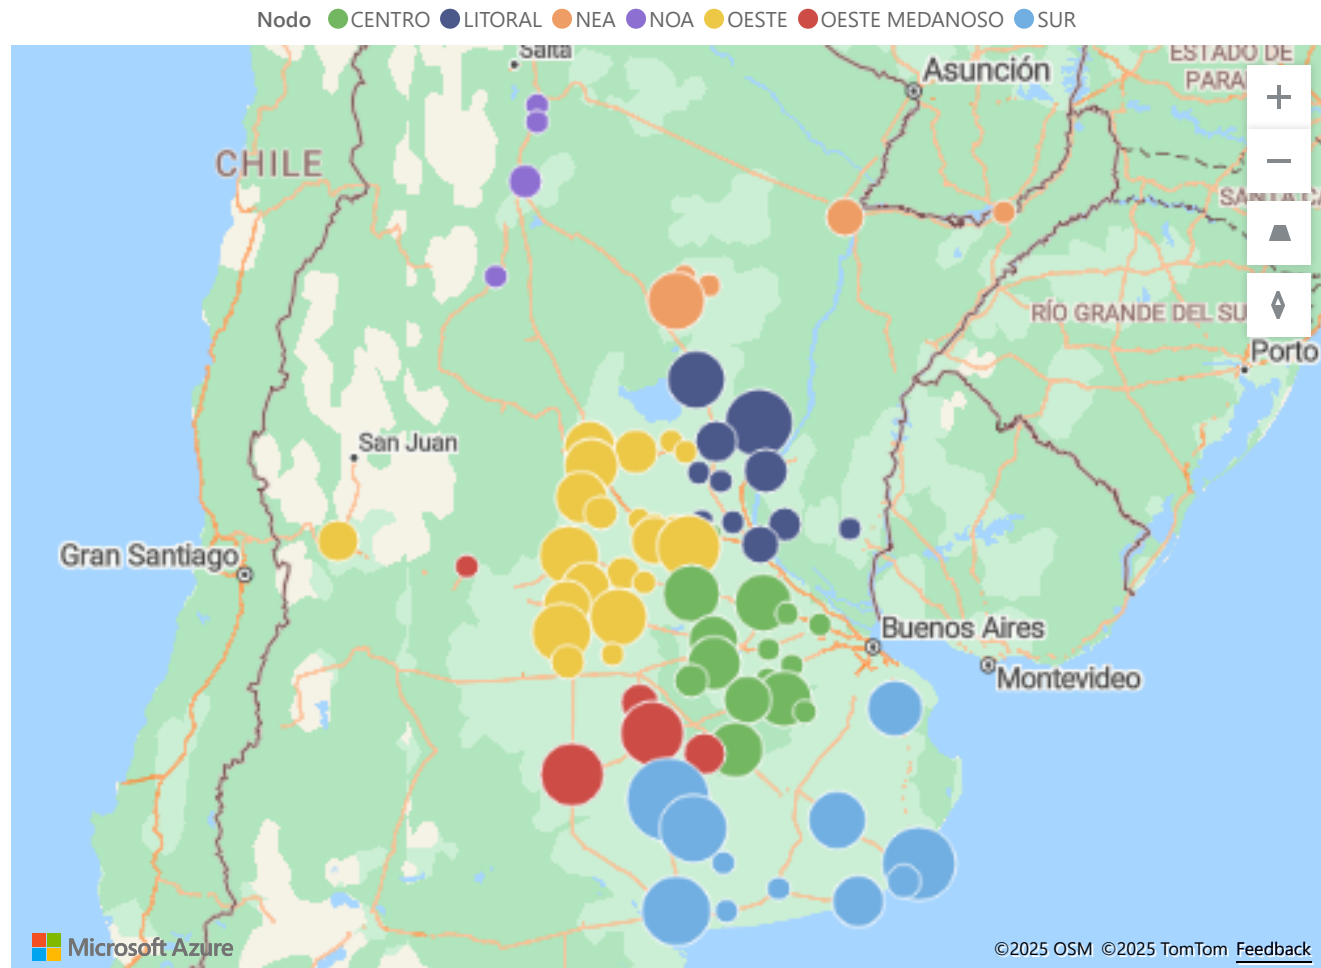 Nodo CENTRO LITORAL NEA NOA OESTE OESTE MEDANOSO SUR
Salta
ESTADO DE
Asunción
CHILE
RÍO GRANDE DEL SU
Porto
San Juan
Gran Santiago
Buenos Aires
Montevideo
Microsoft Azure
©2025 OSM ©2025 TomTom Feedback